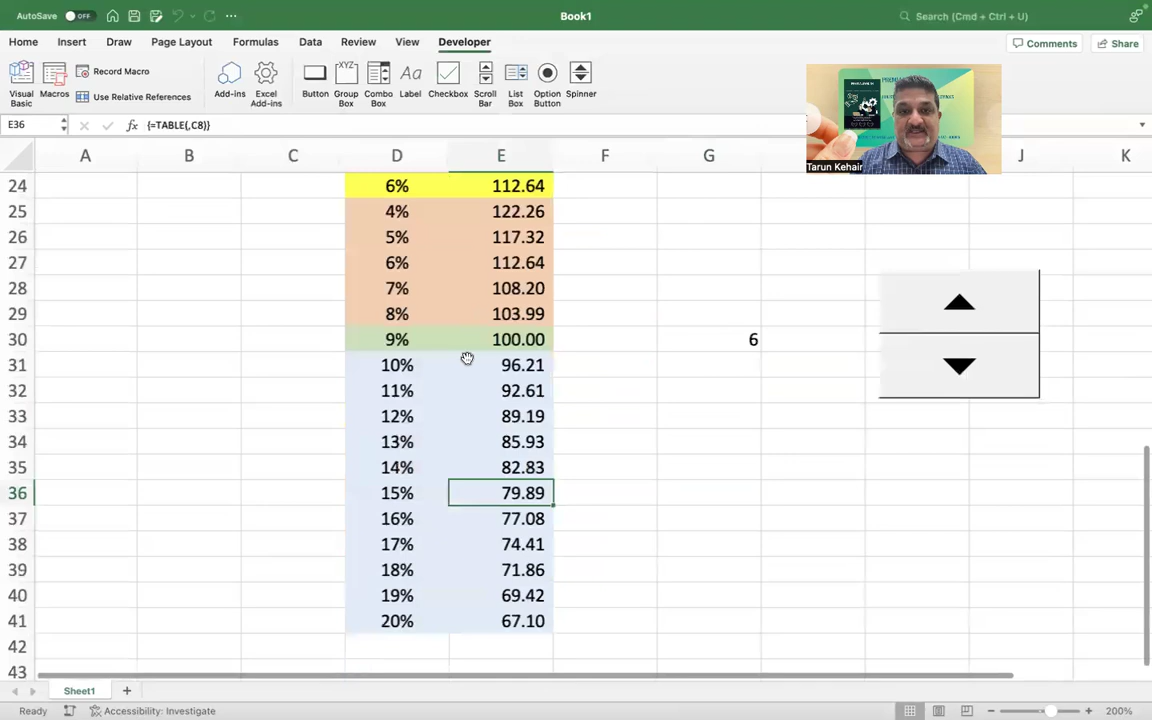 AutoSave OFF Book1 Search (Cmd + Ctrl + U)
Home Insert Draw Page Layout Formulas Data Review View Developer Comments Share
Visual Basic Macros Record Macro Use Relative References Add-ins Excel Add-ins Button XYZ Group Box Combo Box Aa Label Checkbox Scroll Bar List Box Option Button Spinner
Tarun Kehair
E36 fx {=TABLE(,C8)}
A B C D E F G J K
24 6% 112.64
25 4% 122.26
26 5% 117.32
27 6% 112.64
28 7% 108.20
29 8% 103.99
30 9% 100.00 6
31 10% 96.21
32 11% 92.61
33 12% 89.19
34 13% 85.93
35 14% 82.83
36 15% 79.89
37 16% 77.08
38 17% 74.41
39 18% 71.86
40 19% 69.42
41 20% 67.10
42
43
Sheet1
Ready Accessibility: Investigate 200%